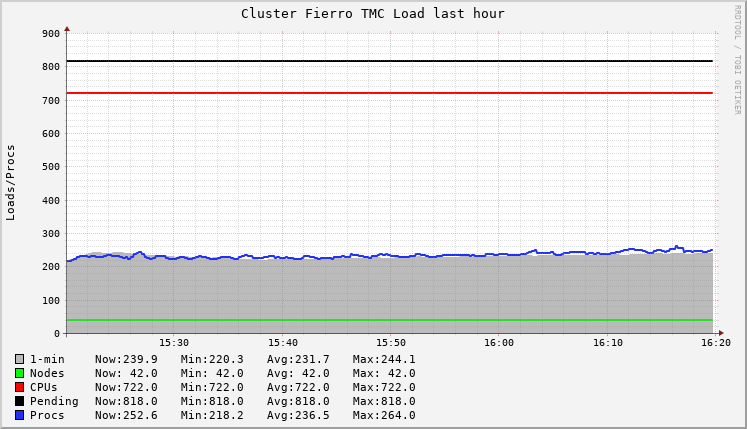 Cluster Fierro TMC Load last hour
RRDTOOL / TOBI OETIKER
Loads/Procs
900
800
700
600
500
400
300
200
100
0
15:30 15:40 15:50 16:00 16:10 16:20
1-min Now:239.9 Min:220.3 Avg:231.7 Max:244.1
Nodes Now: 42.0 Min: 42.0 Avg: 42.0 Max: 42.0
CPUs Now:722.0 Min:722.0 Avg:722.0 Max:722.0
Pending Now:818.0 Min:818.0 Avg:818.0 Max:818.0
Procs Now:252.6 Min:218.2 Avg:236.5 Max:264.0